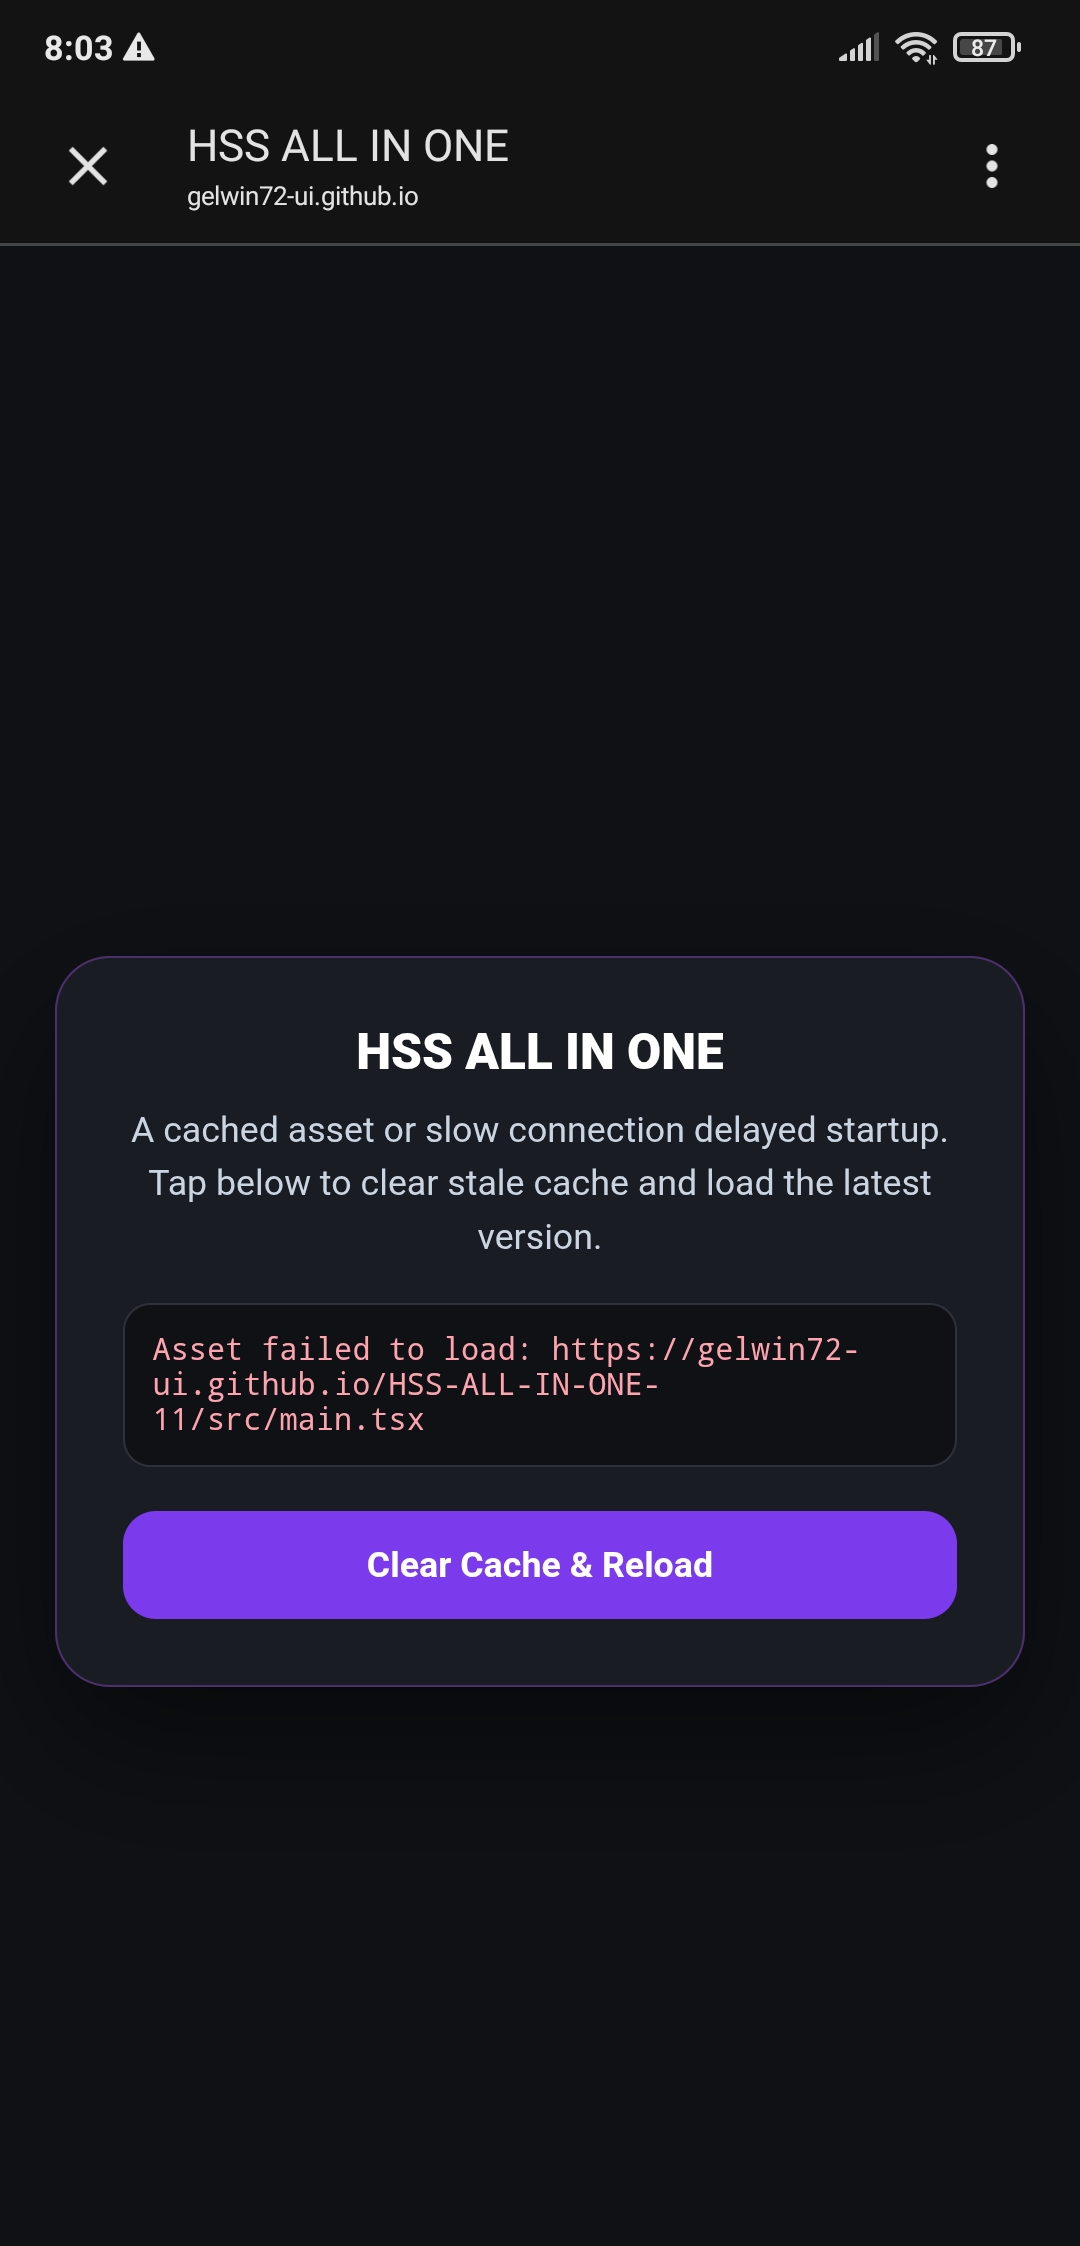 8:03
87
HSS ALL IN ONE
gelwin72-ui.github.io
HSS ALL IN ONE
A cached asset or slow connection delayed startup.
Tap below to clear stale cache and load the latest
version.
Asset failed to load: https://gelwin72-
ui.github.io/HSS-ALL-IN-ONE-
11/src/main.tsx
Clear Cache & Reload